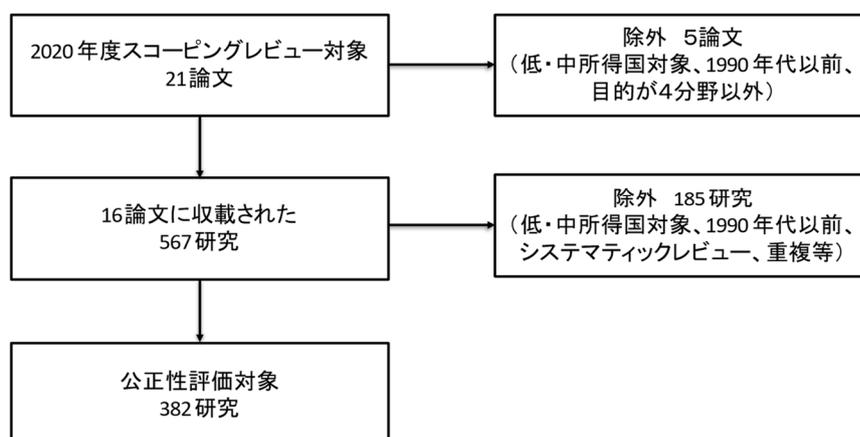 2020年度スコーピングレビュー対象
21論文
除外　５論文
（低・中所得国対象、1990年代以前、
目的が４分野以外）
16論文に収載された
567研究
除外　185研究
（低・中所得国対象、1990年代以前、
システマティックレビュー、重複等）
公正性評価対象
382研究